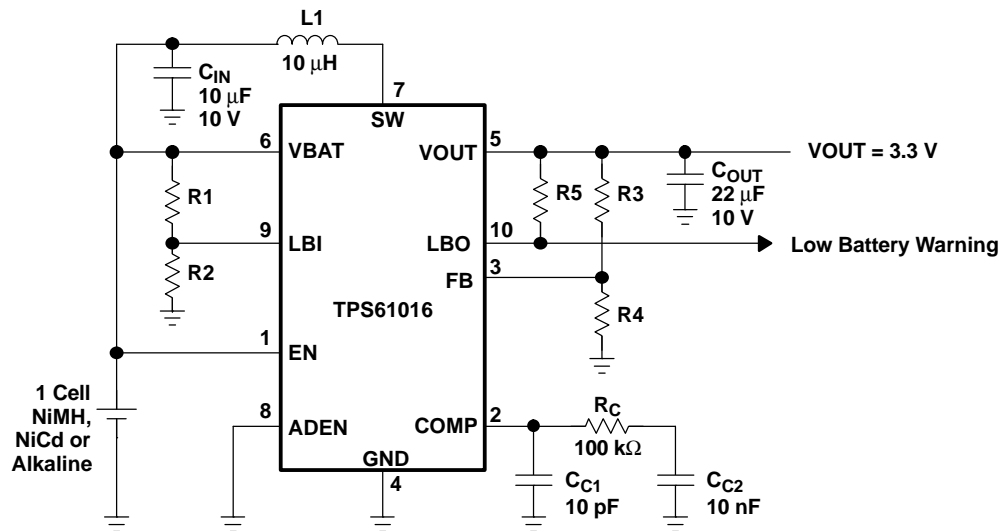 L1
10 μH
C_IN
10 μF
10 V
7
SW
6
VBAT
VOUT
5
VOUT = 3.3 V
R1
R5
R3
C_OUT
22 μF
10 V
9
LBI
LBO
10
Low Battery Warning
R2
FB
3
TPS61016
R4
1
EN
1 Cell
NiMH,
NiCd or
Alkaline
8
ADEN
COMP
2
R_C
100 kΩ
GND
4
C_C1
10 pF
C_C2
10 nF